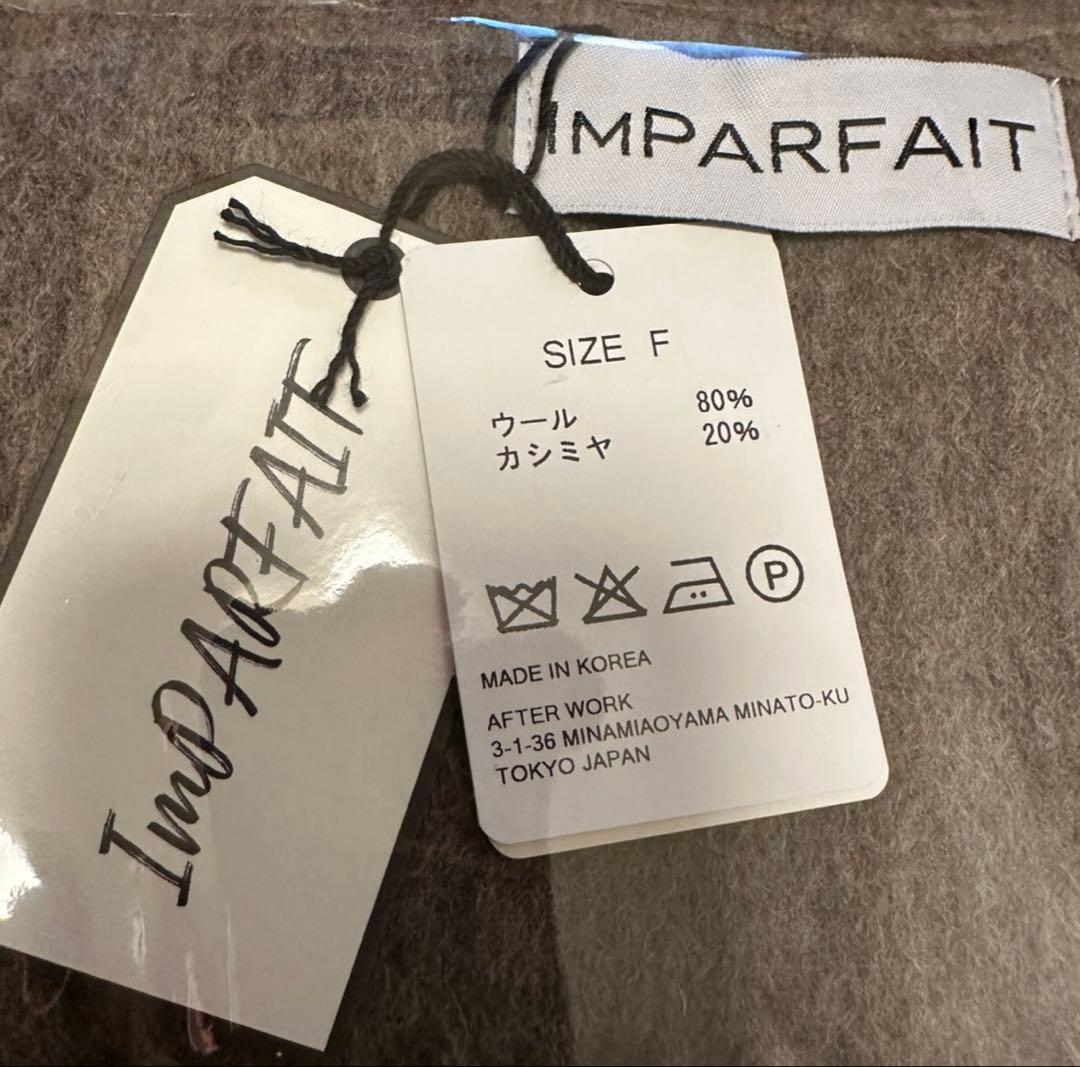 IMPARFAIT
IMPARFAIT
SIZE F
ウール 80%
カシミヤ 20%
P
MADE IN KOREA
AFTER WORK
3-1-36 MINAMIAOYAMA MINATO-KU
TOKYO JAPAN